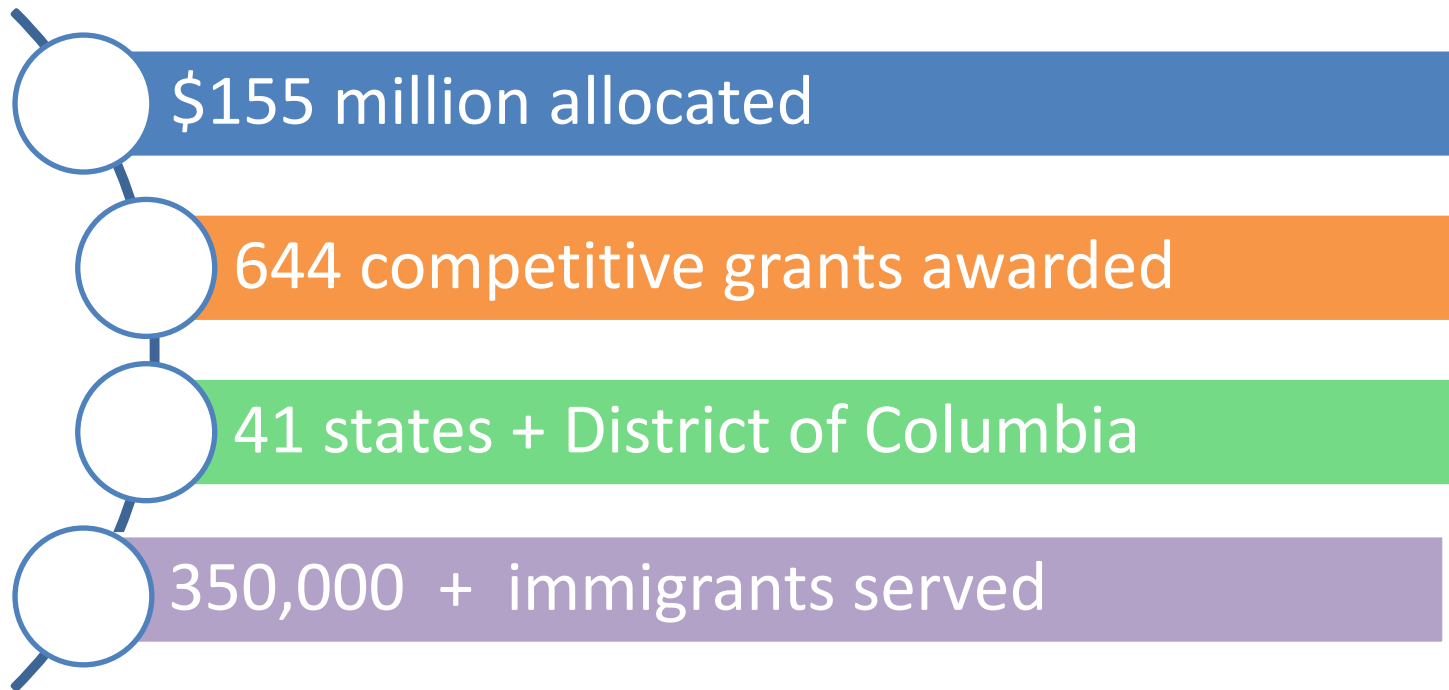 $155 million allocated
644 competitive grants awarded
41 states + District of Columbia
350,000 + immigrants served